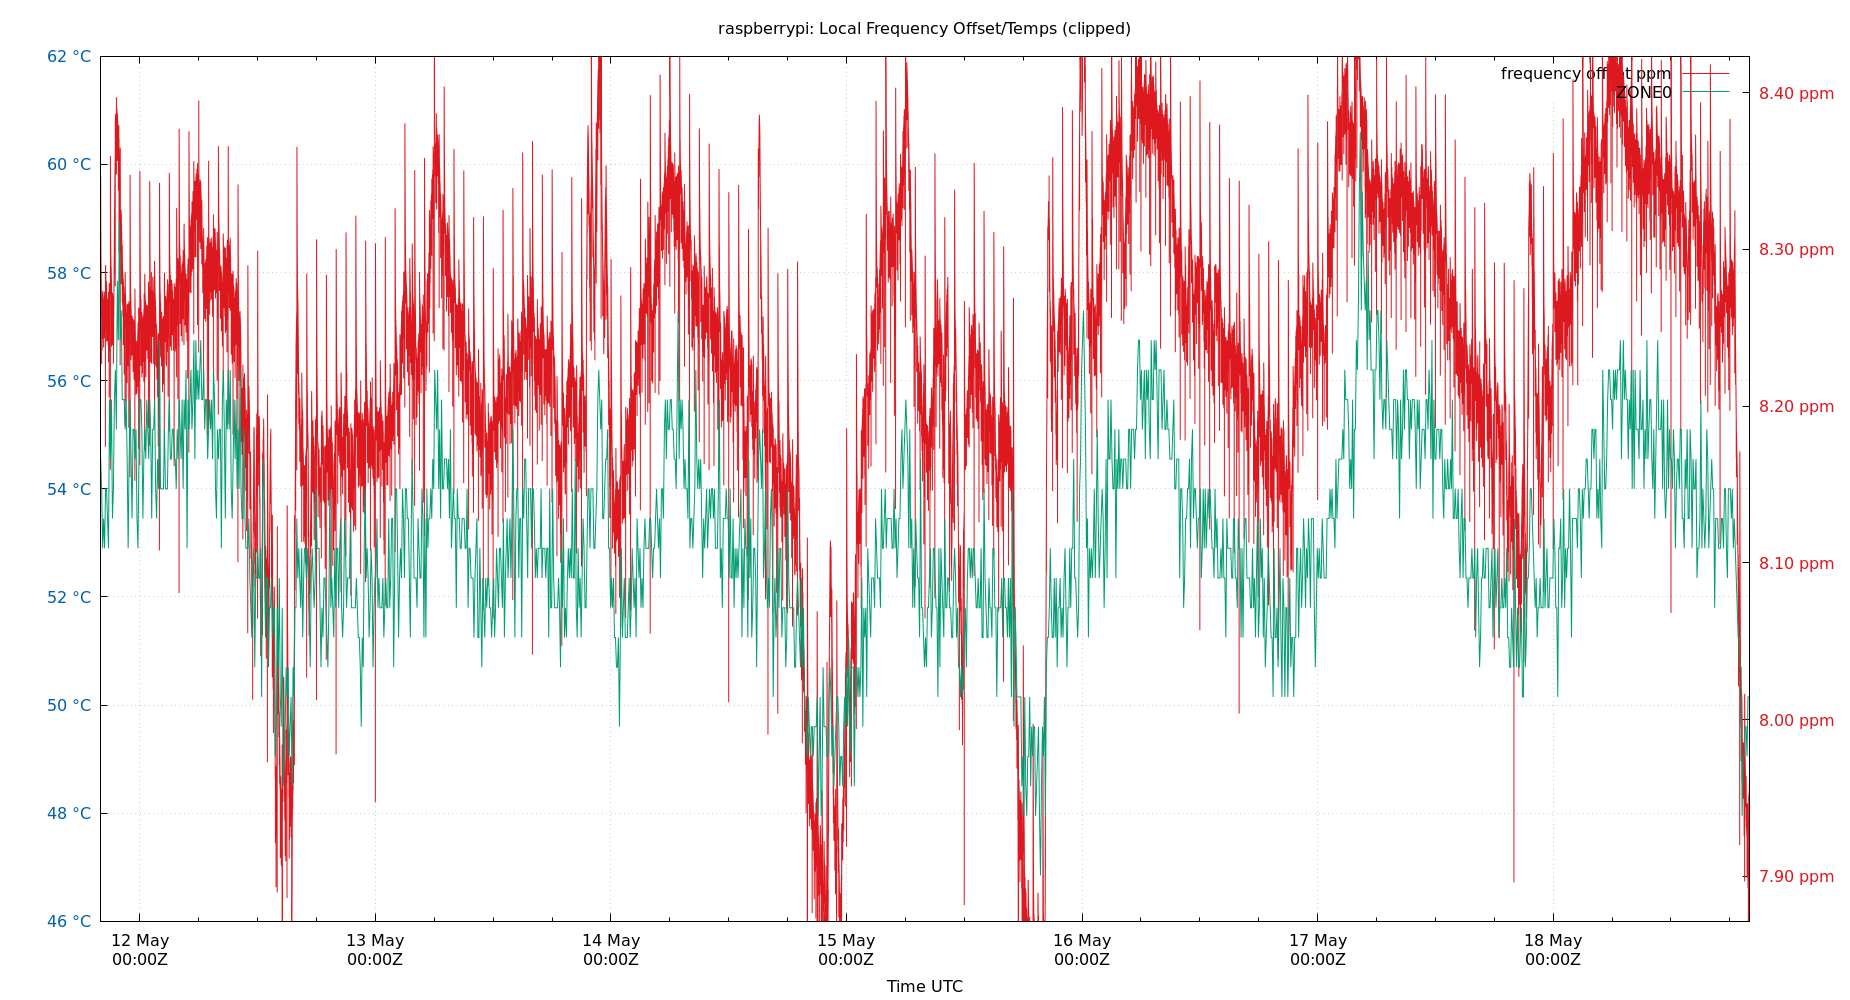 raspberrypi: Local Frequency Offset/Temps (clipped)
62 °C
60 °C
58 °C
56 °C
54 °C
52 °C
50 °C
48 °C
46 °C
frequency offset ppm
ZONE0
8.40 ppm
8.30 ppm
8.20 ppm
8.10 ppm
8.00 ppm
7.90 ppm
12 May 13 May 14 May 15 May 16 May 17 May 18 May
00:00Z 00:00Z 00:00Z 00:00Z 00:00Z 00:00Z 00:00Z
Time UTC